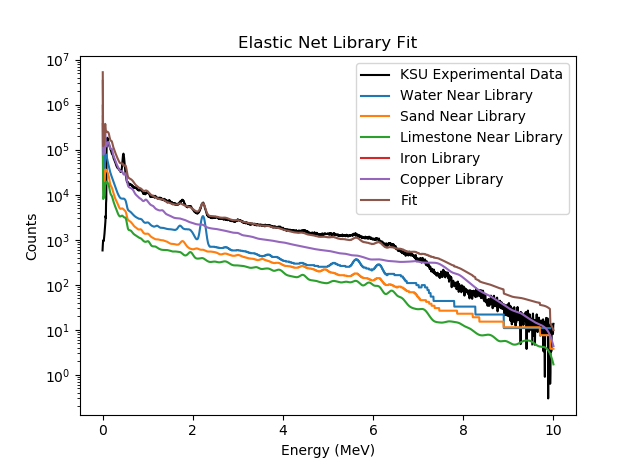 Elastic Net Library Fit
10^7
10^6
10^5
10^4
10^3
10^2
10^1
10^0
Counts
KSU Experimental Data
Water Near Library
Sand Near Library
Limestone Near Library
Iron Library
Copper Library
Fit
0 2 4 6 8 10
Energy (MeV)